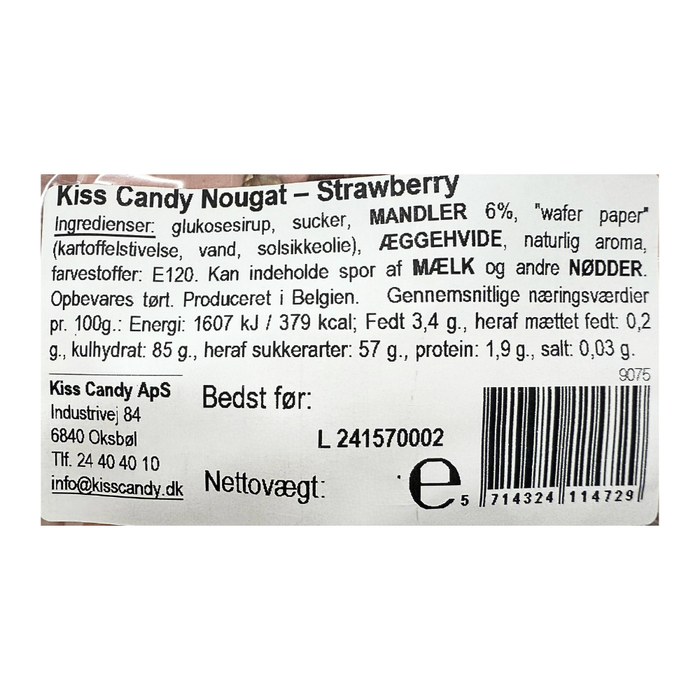 Kiss Candy Nougat – Strawberry
Ingredienser: glukosesirup, sucker, MANDLER 6%, "wafer paper"
(kartoffelstivelse, vand, solsikkeolie), ÆGGEHVIDE, naturlig aroma,
farvestoffer: E120. Kan indeholde spor af MÆLK og andre NØDDER.
Opbevares tørt. Produceret i Belgien. Gennemsnitlige næringsværdier
pr. 100g.: Energi: 1607 kJ / 379 kcal; Fedt 3,4 g., heraf mættet fedt: 0,2
g., kulhydrat: 85 g., heraf sukkerarter: 57 g., protein: 1,9 g., salt: 0,03 g.
9075
Kiss Candy ApS
Industrivej 84
6840 Oksbøl
Tlf. 24 40 40 10
info@kisscandy.dk
Bedst før:
L 241570002
Nettovægt:
e
5 714324 114729